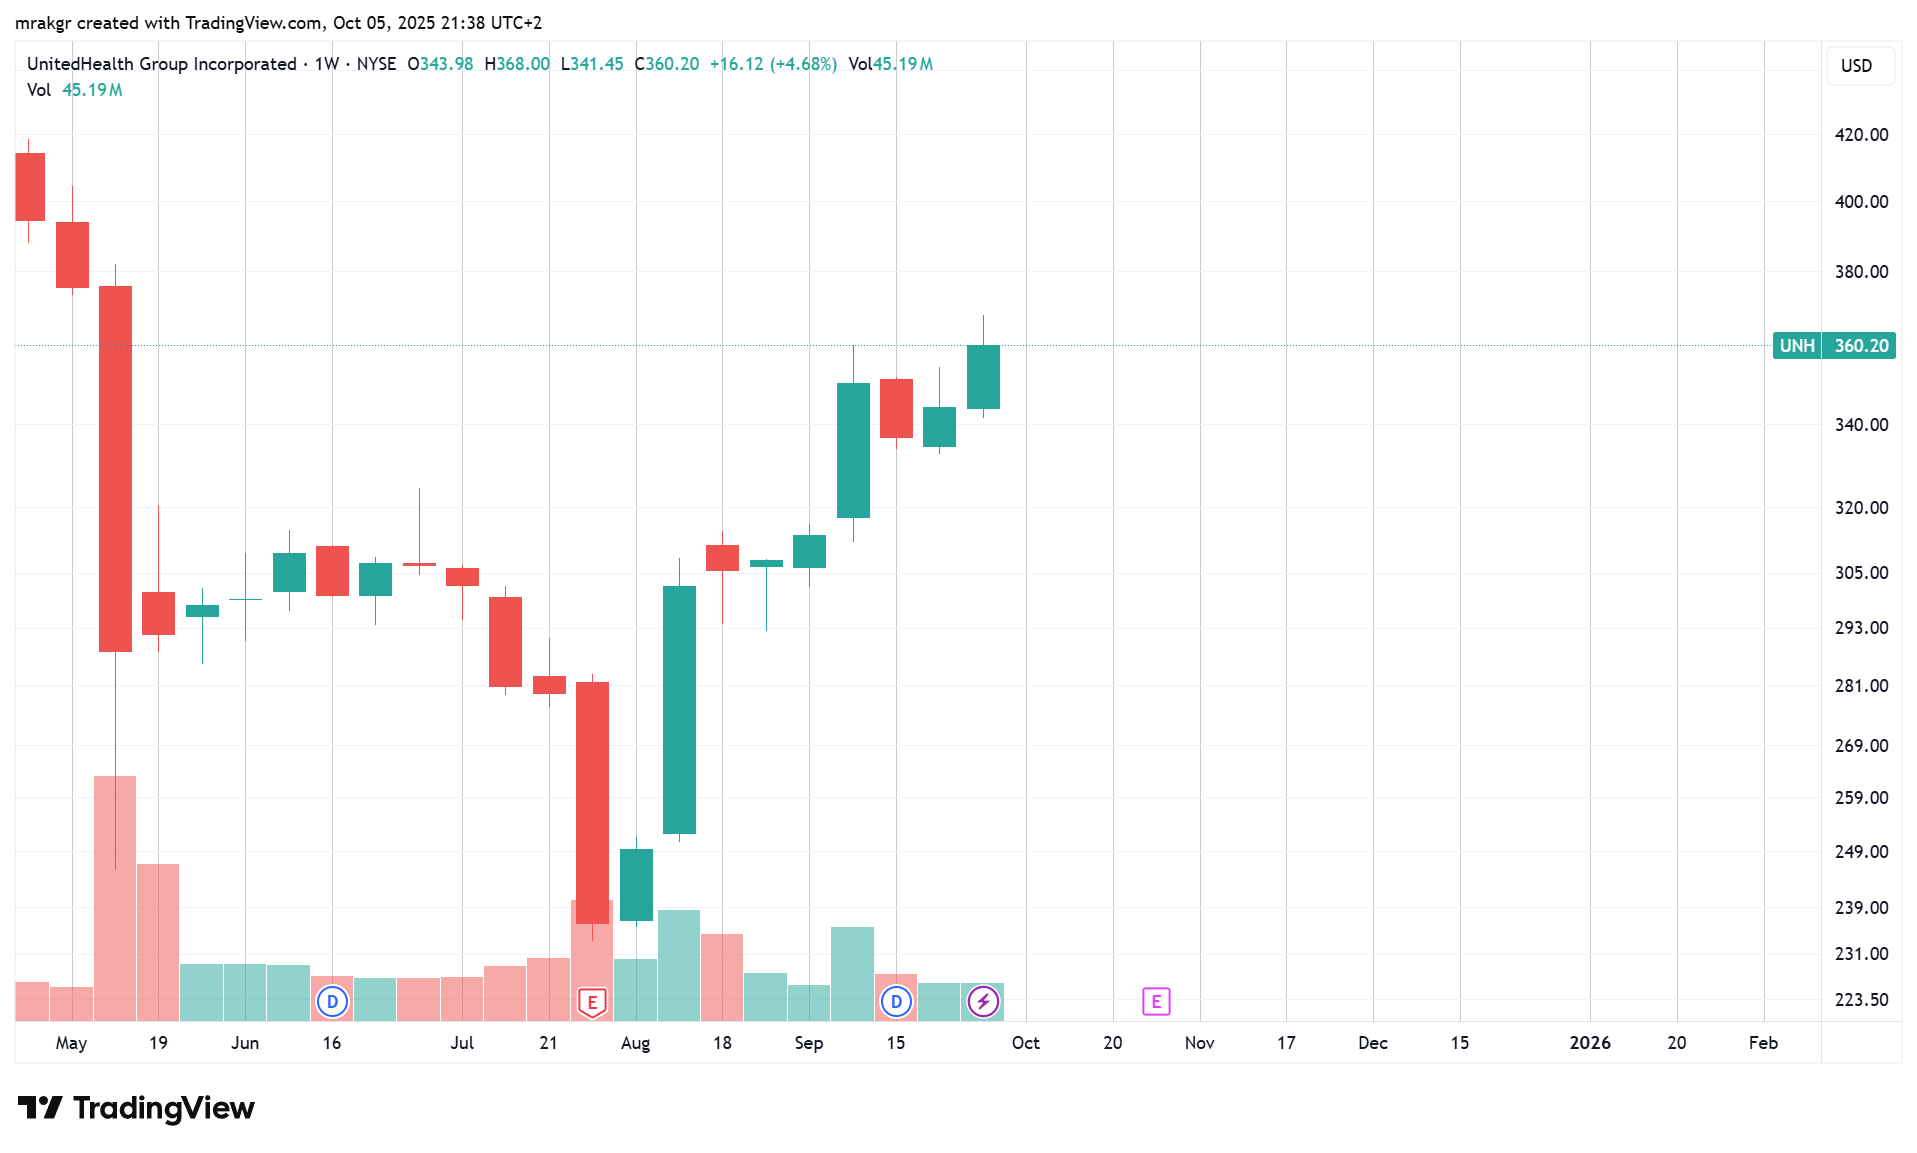 mrakgr created with TradingView.com, Oct 05, 2025 21:38 UTC+2
UnitedHealth Group Incorporated · 1W · NYSE O343.98 H368.00 L341.45 C360.20 +16.12 (+4.68%) Vol45.19M
Vol 45.19M
USD
420.00
400.00
380.00
UNH 360.20
340.00
320.00
305.00
293.00
281.00
269.00
259.00
249.00
239.00
231.00
223.50
D E D E
May 19 Jun 16 Jul 21 Aug 18 Sep 15 Oct 20 Nov 17 Dec 15 2026 20 Feb
TradingView